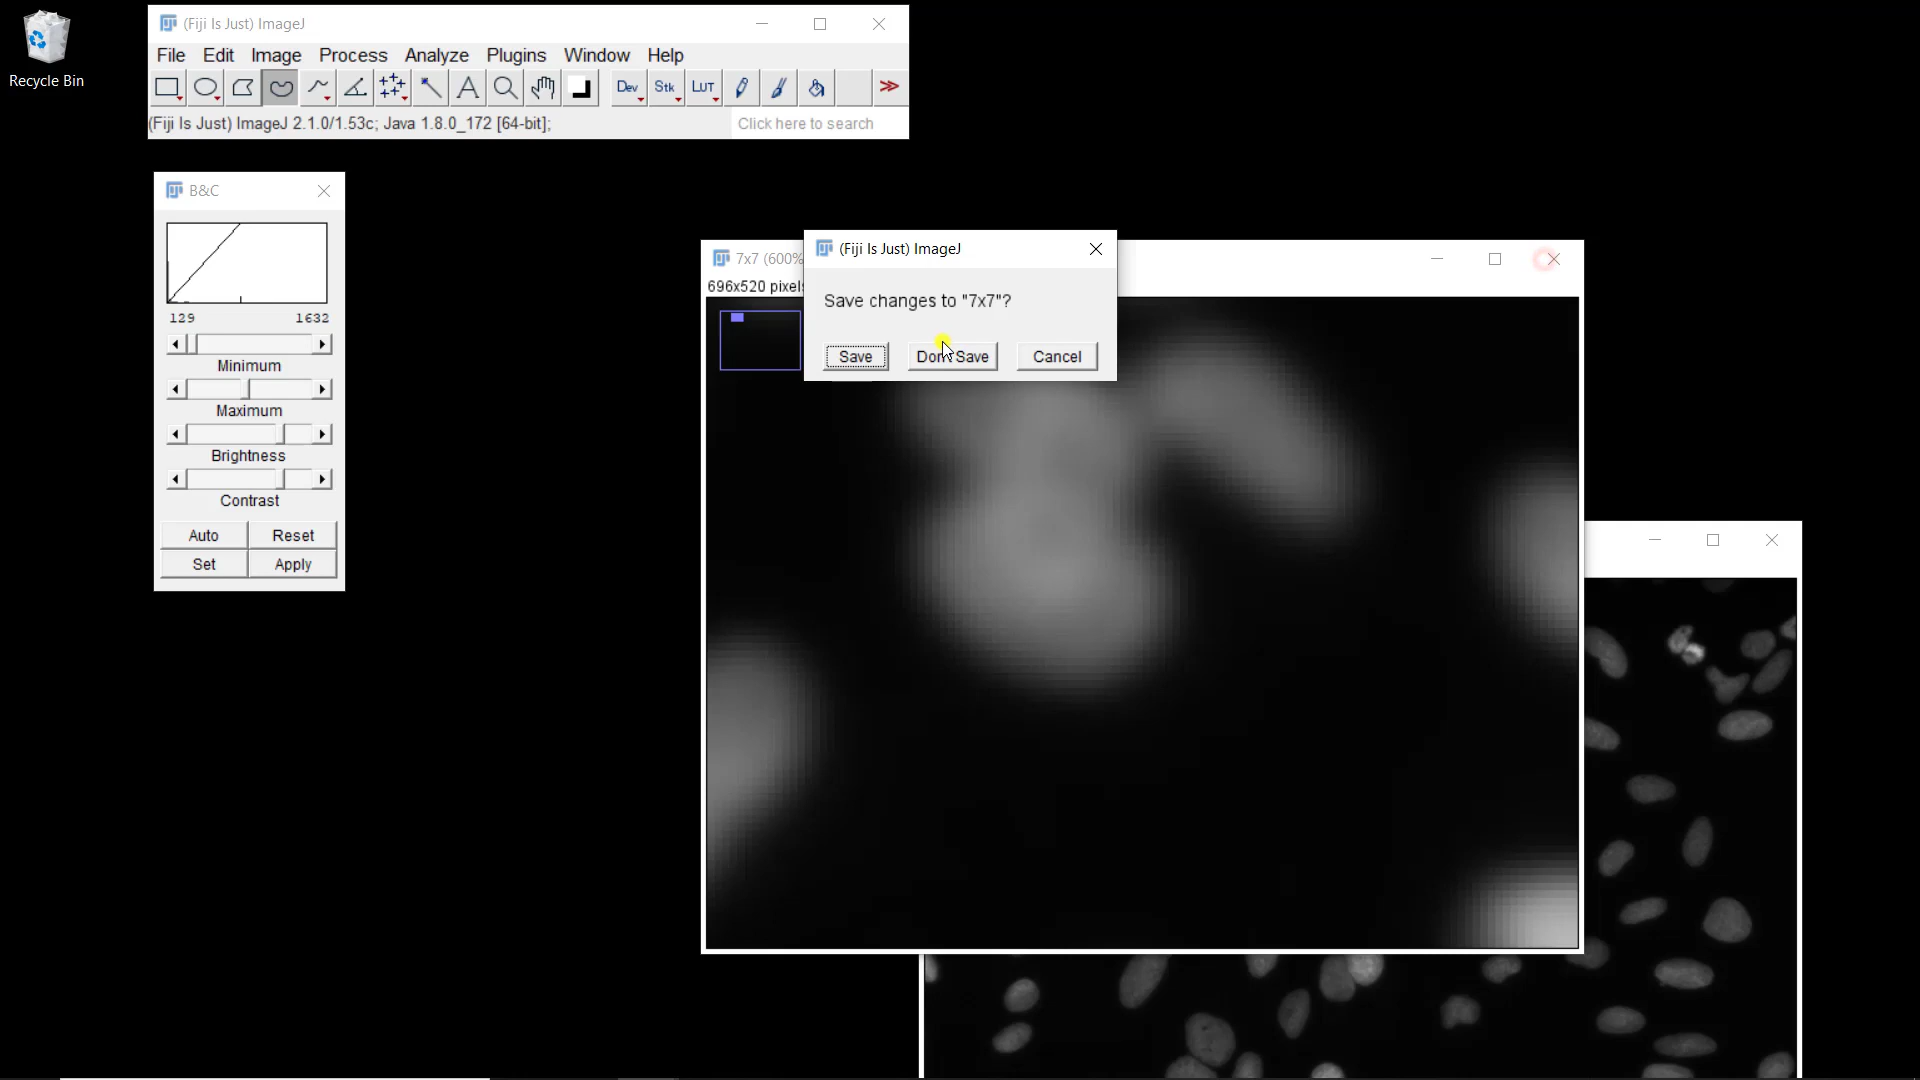 Recycle Bin
(Fiji Is Just) ImageJ
File Edit Image Process Analyze Plugins Window Help
Dev Stk LUT
(Fiji Is Just) ImageJ 2.1.0/1.53c; Java 1.8.0_172 [64-bit];
Click here to search
B&C
129 1632
Minimum
Maximum
Brightness
Contrast
Auto Reset
Set Apply
7x7 (600%
696x520 pixels
(Fiji Is Just) ImageJ
Save changes to "7x7"?
Save Don't Save Cancel